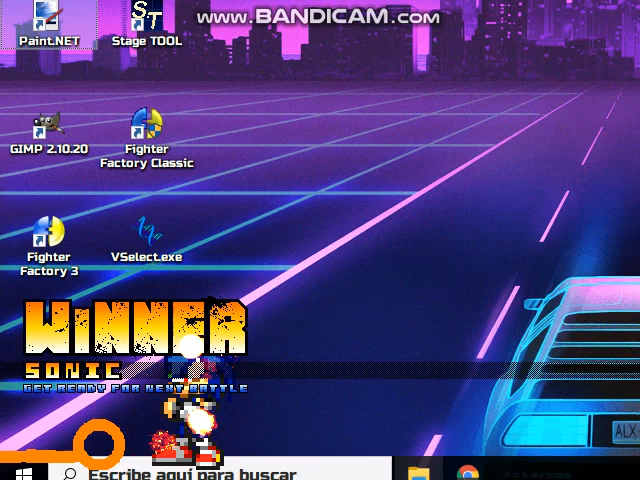 WWW.BANDICAM.COM
Paint.NET
ST
Stage TOOL
GIMP 2.10.20
Fighter
Factory Classic
Fighter
Factory 3
VSelect.exe
WINNER
SONIC
GET READY FOR NEXT BATTLE
ALX
Escribe aquí para buscar